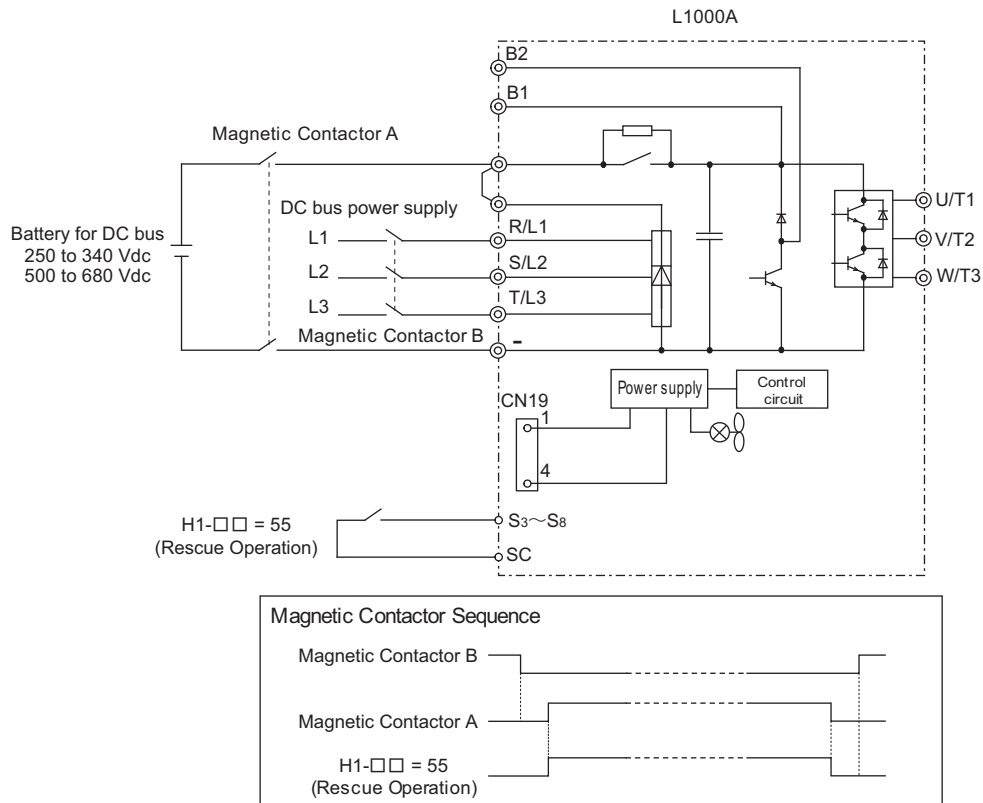 L1000A
B2
B1
Magnetic Contactor A
DC bus power supply
Battery for DC bus
250 to 340 Vdc
500 to 680 Vdc
L1
R/L1
L2
S/L2
L3
T/L3
Magnetic Contactor B
-
U/T1
V/T2
W/T3
Power supply
Control
circuit
CN19
1
4
H1-□□ = 55
(Rescue Operation)
S3~S8
SC
Magnetic Contactor Sequence
Magnetic Contactor B
Magnetic Contactor A
H1-□□ = 55
(Rescue Operation)